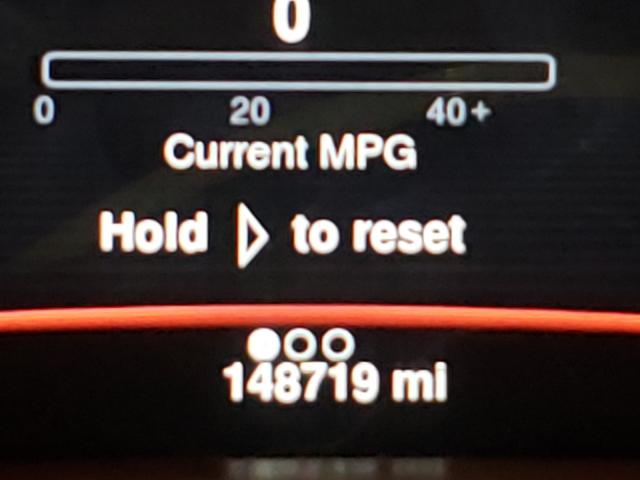 0
0 20 40+
Current MPG
Hold ▷ to reset
148719 mi